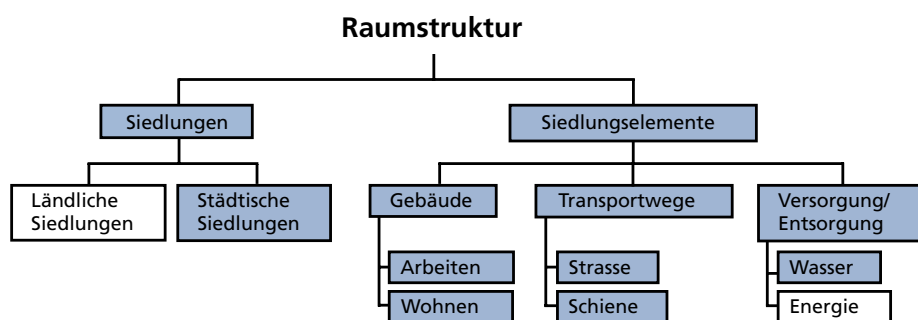 Raumstruktur
Siedlungen
Siedlungselemente
Ländliche
Siedlungen
Städtische
Siedlungen
Gebäude
Transportwege
Versorgung/
Entsorgung
Arbeiten
Strasse
Wasser
Wohnen
Schiene
Energie